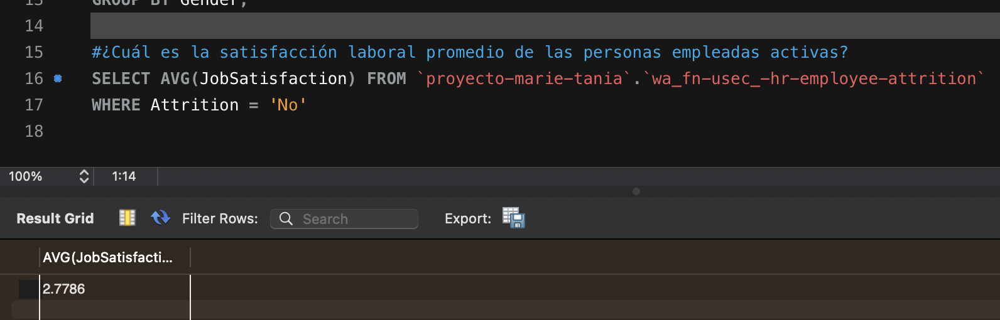 13 GROUP BY Gender;
14
15 #¿Cuál es la satisfacción laboral promedio de las personas empleadas activas?
16 SELECT AVG(JobSatisfaction) FROM `proyecto-marie-tania`.`wa_fn-usec_-hr-employee-attrition`
17 WHERE Attrition = 'No'
18
100% 1:14
Result Grid Filter Rows: Search Export:
AVG(JobSatisfacti...
2.7786